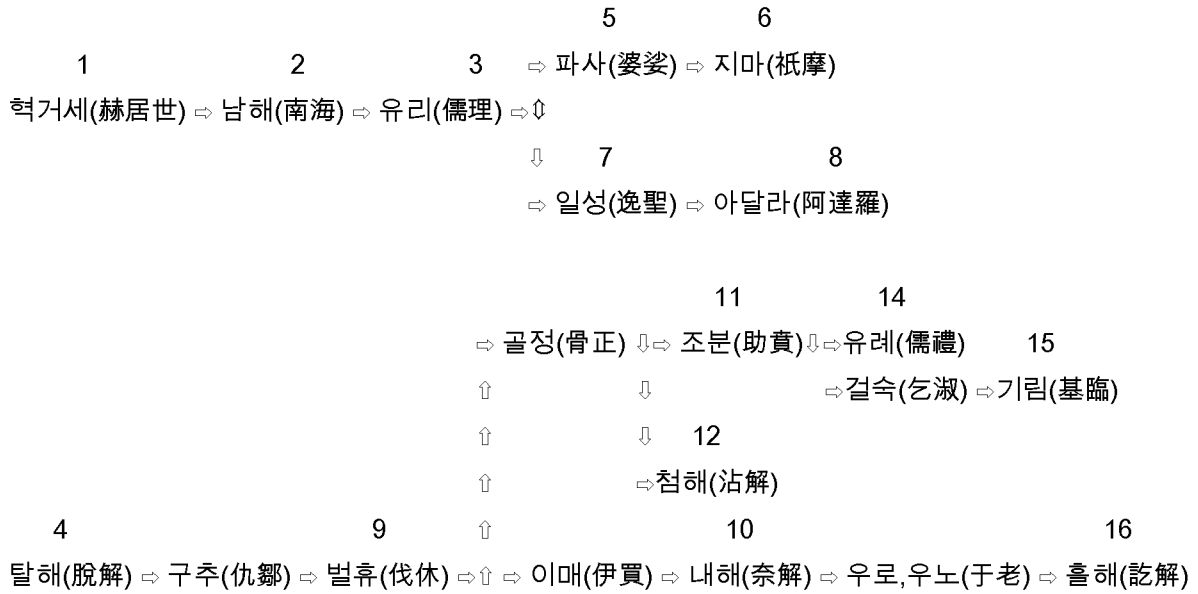 5 6
1 2 3 ⇨ 파사(婆娑) ⇨ 지마(祇摩)
혁거세(赫居世) ⇨ 남해(南海) ⇨ 유리(儒理) ⇨⇕
⇩ 7 8
⇨ 일성(逸聖) ⇨ 아달라(阿達羅)
11 14
⇨ 골정(骨正) ⇩⇨ 조분(助賁)⇩⇨유례(儒禮) 15
⇧ ⇩ ⇨걸숙(乞淑) ⇨기림(基臨)
⇧ ⇩ 12
⇧ ⇨첨해(沾解)
4 9 ⇧ 10 16
탈해(脫解) ⇨ 구추(仇鄒) ⇨ 벌휴(伐休) ⇨⇧ ⇨ 이매(伊買) ⇨ 내해(奈解) ⇨ 우로,우노(于老) ⇨ 흘해(訖解)